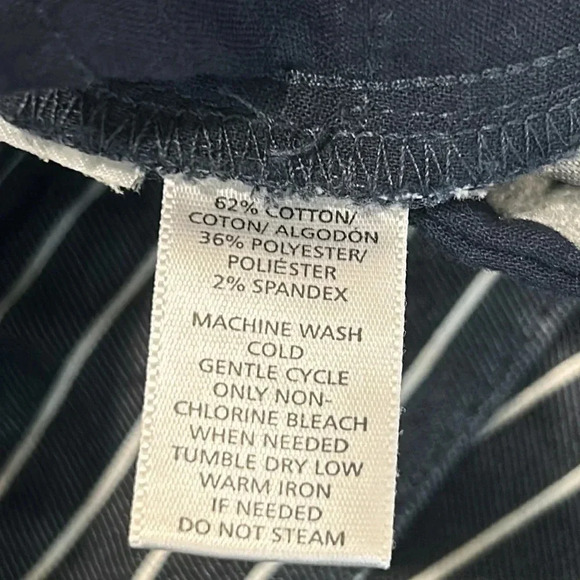 62% COTTON/
COTON/ ALGODÓN
36% POLYESTER/
POLIÉSTER
2% SPANDEX
MACHINE WASH
COLD
GENTLE CYCLE
ONLY NON-
CHLORINE BLEACH
WHEN NEEDED
TUMBLE DRY LOW
WARM IRON
IF NEEDED
DO NOT STEAM